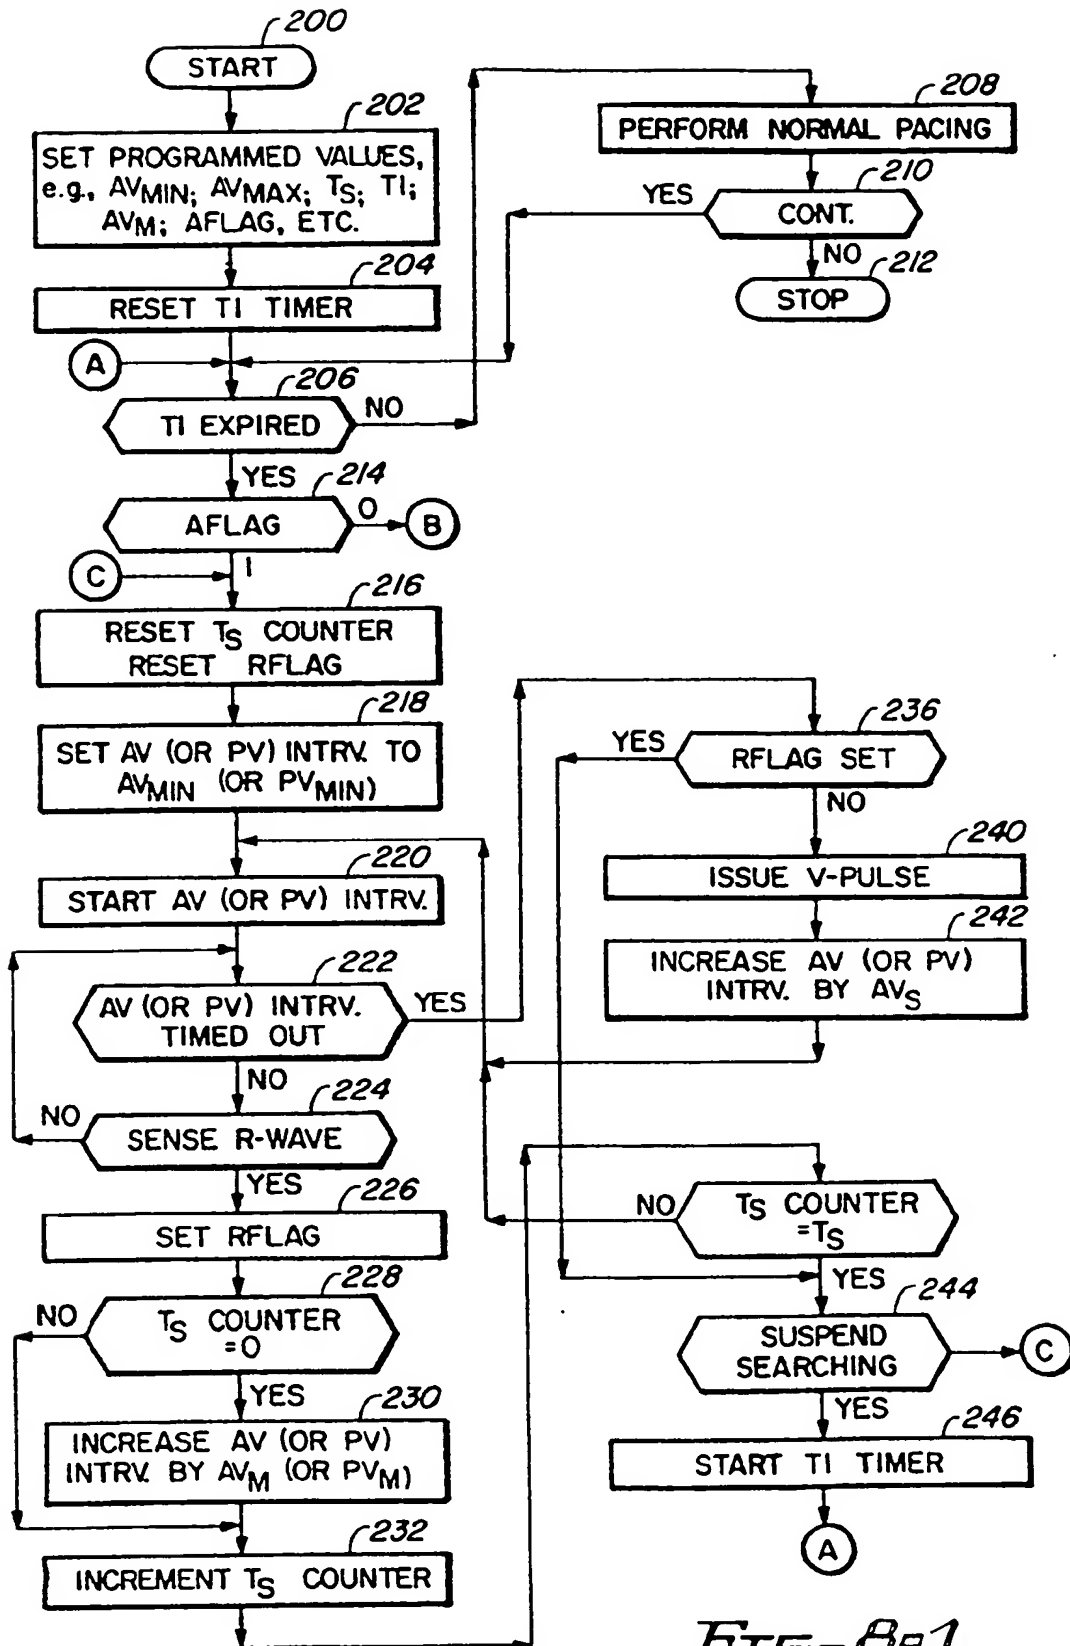 200
START
202
SET PROGRAMMED VALUES,
e.g., AVMIN; AVMAX; TS; TI;
AVM; AFLAG, ETC.
204
RESET TI TIMER
A
206
TI EXPIRED
NO
YES
208
PERFORM NORMAL PACING
210
YES
CONT.
NO
212
STOP
214
AFLAG
0
B
C
1
216
RESET TS COUNTER
RESET RFLAG
218
SET AV (OR PV) INTRV. TO
AVMIN (OR PVMIN)
220
START AV (OR PV) INTRV.
222
AV (OR PV) INTRV.
TIMED OUT
YES
NO
224
NO
SENSE R-WAVE
YES
226
SET RFLAG
228
NO
TS COUNTER
=0
YES
230
INCREASE AV (OR PV)
INTRV. BY AVM (OR PVM)
232
INCREMENT TS COUNTER
236
YES
RFLAG SET
NO
240
ISSUE V-PULSE
242
INCREASE AV (OR PV)
INTRV. BY AVS
NO
TS COUNTER
=TS
YES
244
SUSPEND
SEARCHING
C
YES
246
START TI TIMER
A
FIG-8a1